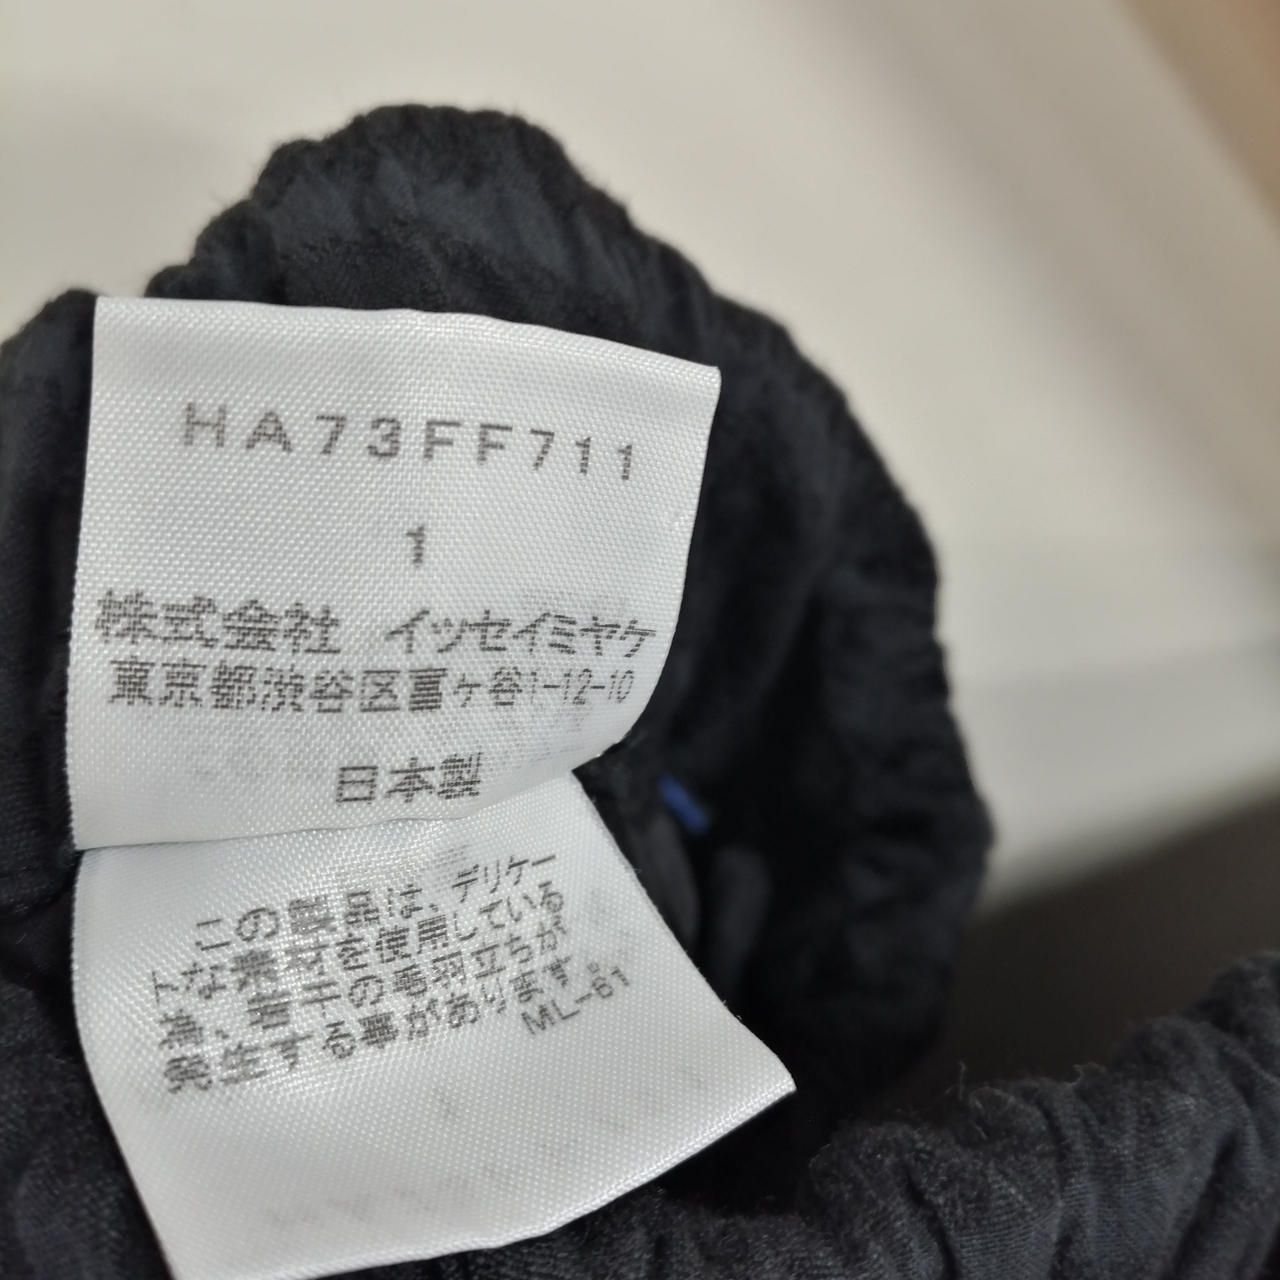 HA73FF711
1
株式会社 イッセイミヤケ
東京都渋谷区富ヶ谷1-12-10
日本製
この製品は、デリケー
トな素材を使用している
為、若干の毛羽立ちが
発生する事があります。
ML-61